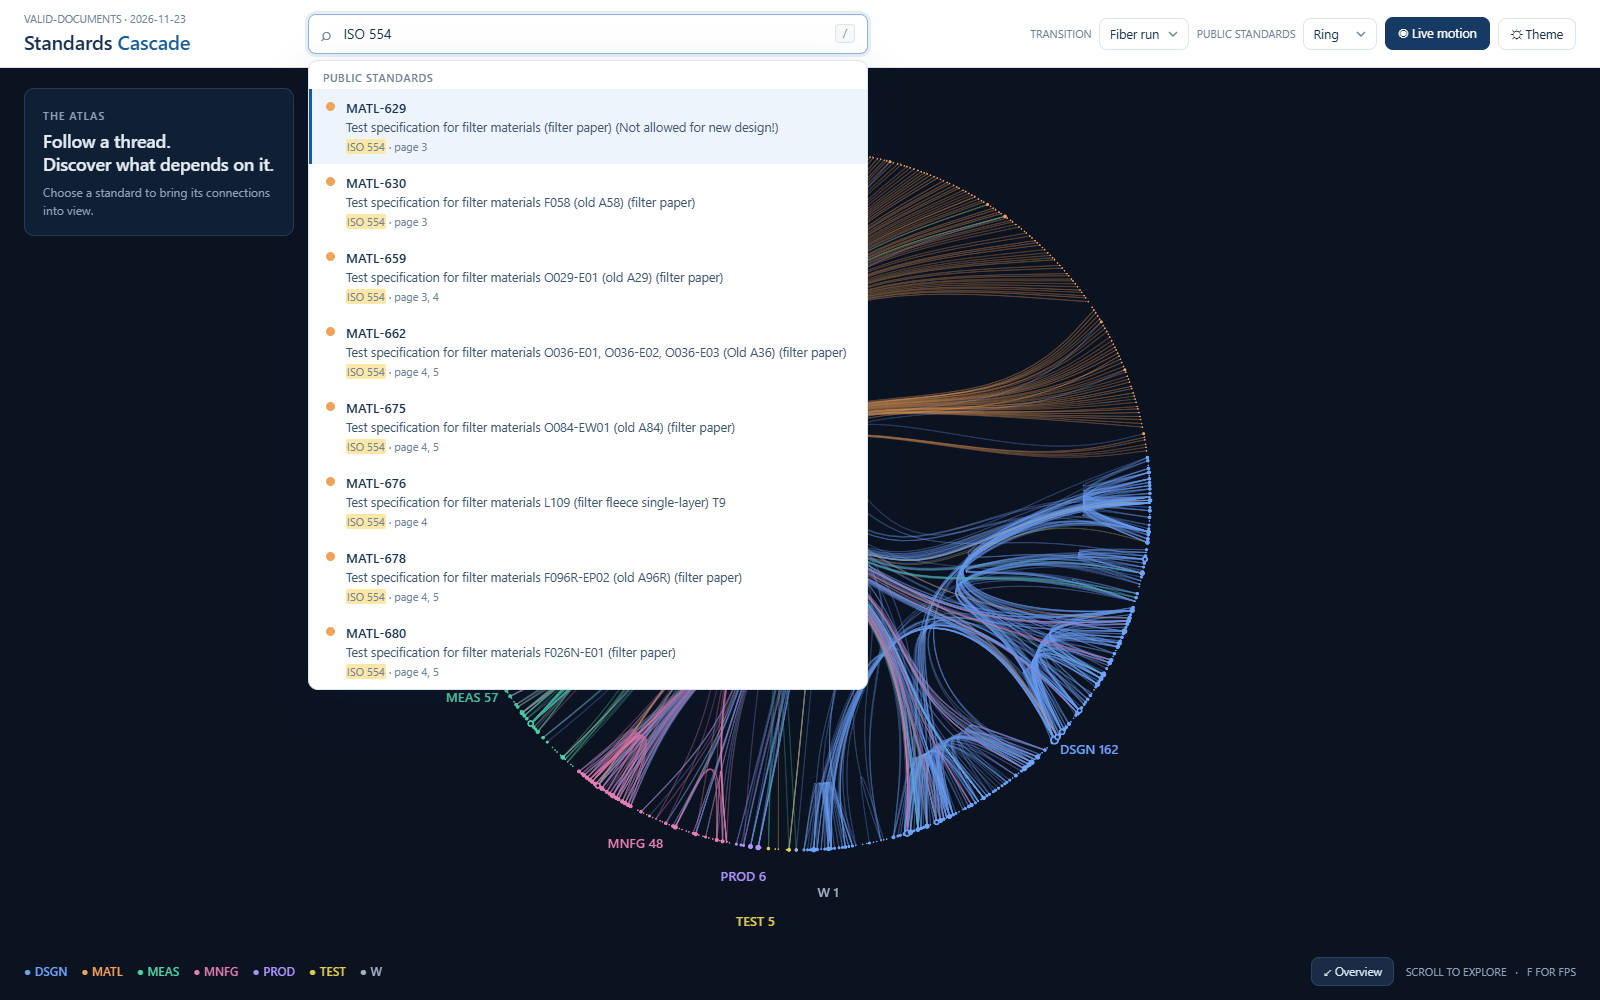 VALID-DOCUMENTS · 2026-11-23
Standards Cascade
ISO 554
/
TRANSITION
Fiber run
PUBLIC STANDARDS
Ring
Live motion
Theme
THE ATLAS
Follow a thread.
Discover what depends on it.
Choose a standard to bring its connections
into view.
PUBLIC STANDARDS
MATL-629
Test specification for filter materials (filter paper) (Not allowed for new design!)
ISO 554 · page 3
MATL-630
Test specification for filter materials F058 (old A58) (filter paper)
ISO 554 · page 3
MATL-659
Test specification for filter materials O029-E01 (old A29) (filter paper)
ISO 554 · page 3, 4
MATL-662
Test specification for filter materials O036-E01, O036-E02, O036-E03 (Old A36) (filter paper)
ISO 554 · page 4, 5
MATL-675
Test specification for filter materials O084-EW01 (old A84) (filter paper)
ISO 554 · page 4, 5
MATL-676
Test specification for filter materials L109 (filter fleece single-layer) T9
ISO 554 · page 4
MATL-678
Test specification for filter materials F096R-EP02 (old A96R) (filter paper)
ISO 554 · page 4, 5
MATL-680
Test specification for filter materials F026N-E01 (filter paper)
ISO 554 · page 4, 5
MEAS 57
DSGN 162
MNFG 48
PROD 6
W 1
TEST 5
DSGN MATL MEAS MNFG PROD TEST W
↙ Overview
SCROLL TO EXPLORE · F FOR FPS